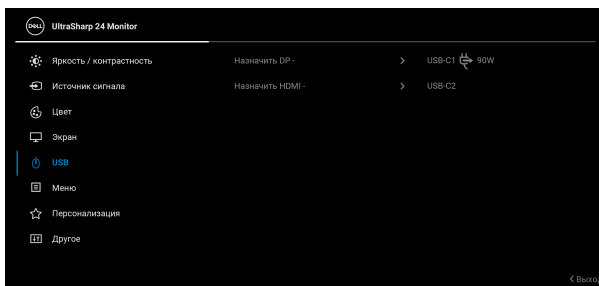 DELL UltraSharp 24 Monitor
Яркость / контрастность Назначить DP - > USB-C1 90W
Источник сигнала Назначить HDMI - > USB-C2
Цвет
Экран
USB
Меню
Персонализация
Другое
< Выход